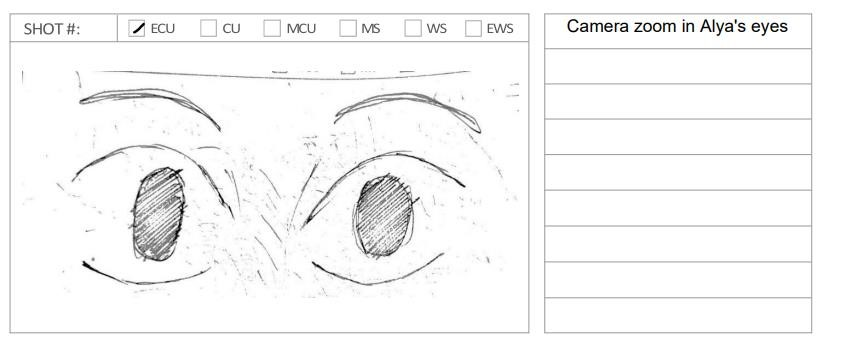 SHOT #: ECU CU MCU MS WS EWS
Camera zoom in Alya's eyes